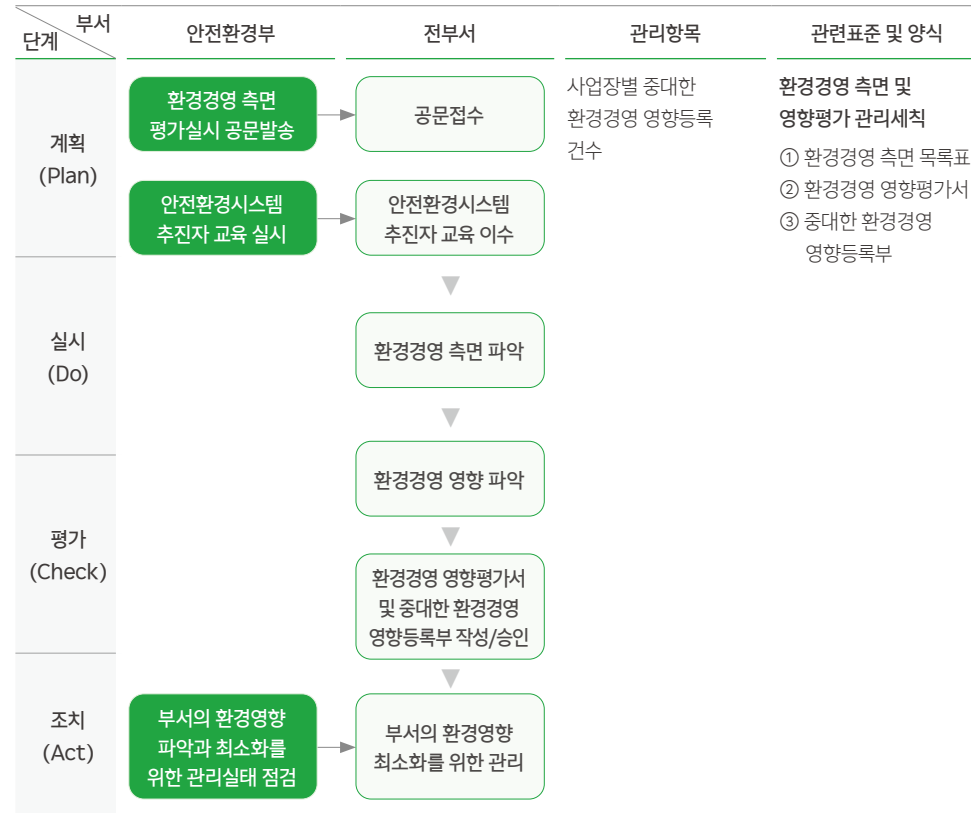 부서
단계
안전환경부
전부서
관리항목
관련표준 및 양식
계획
(Plan)
환경경영 측면
평가실시 공문발송
공문접수
사업장별 중대한
환경경영 영향등록
건수
환경경영 측면 및
영향평가 관리세칙
① 환경경영 측면 목록표
② 환경경영 영향평가서
③ 중대한 환경경영
영향등록부
안전환경시스템
추진자 교육 실시
안전환경시스템
추진자 교육 이수
실시
(Do)
환경경영 측면 파악
평가
(Check)
환경경영 영향 파악
환경경영 영향평가서
및 중대한 환경경영
영향등록부 작성/승인
조치
(Act)
부서의 환경영향
파악과 최소화를
위한 관리실태 점검
부서의 환경영향
최소화를 위한 관리